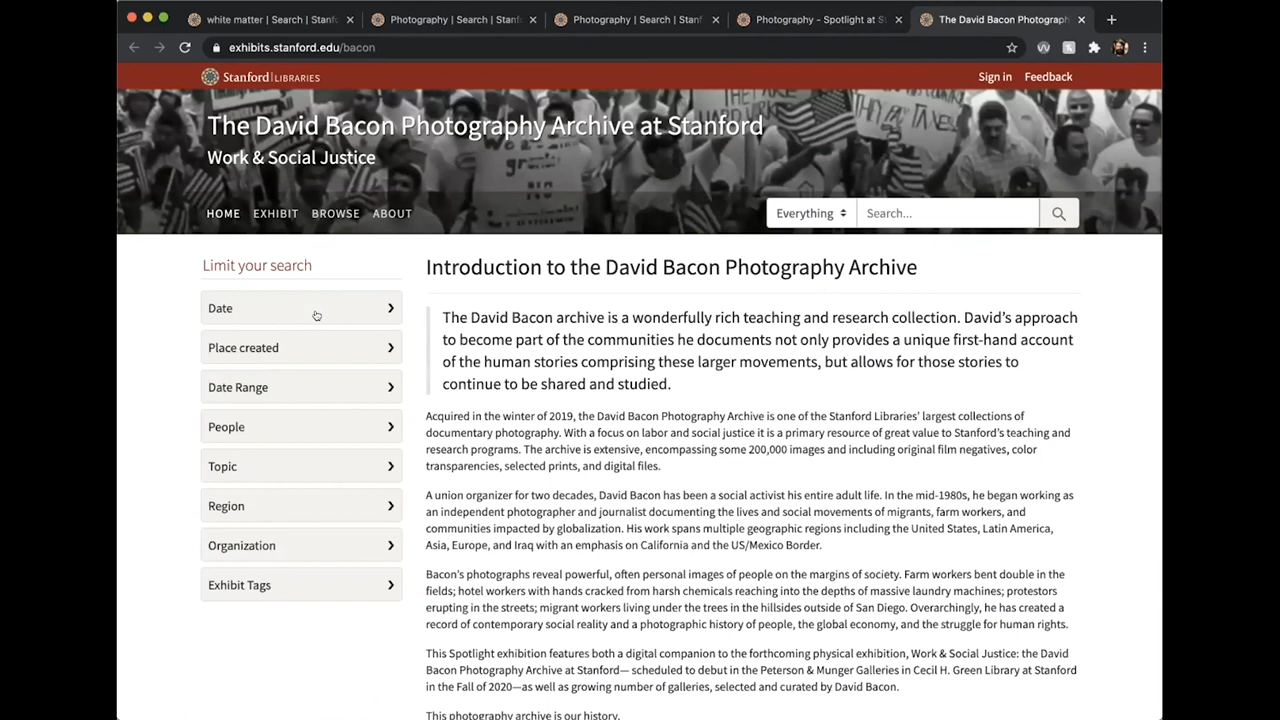 white matter | Search | Stanf
Photography | Search | Stanf
Photography | Search | Stanf
Photography - Spotlight at S
The David Bacon Photograph
exhibits.stanford.edu/bacon
Stanford | LIBRARIES
Sign in Feedback
The David Bacon Photography Archive at Stanford
Work & Social Justice
HOME EXHIBIT BROWSE ABOUT
Everything Search...
Limit your search
Date
Place created
Date Range
People
Topic
Region
Organization
Exhibit Tags
Introduction to the David Bacon Photography Archive
The David Bacon archive is a wonderfully rich teaching and research collection. David's approach
to become part of the communities he documents not only provides a unique first-hand account
of the human stories comprising these larger movements, but allows for those stories to
continue to be shared and studied.
Acquired in the winter of 2019, the David Bacon Photography Archive is one of the Stanford Libraries' largest collections of
documentary photography. With a focus on labor and social justice it is a primary resource of great value to Stanford's teaching and
research programs. The archive is extensive, encompassing some 200,000 images and including original film negatives, color
transparencies, selected prints, and digital files.
A union organizer for two decades, David Bacon has been a social activist his entire adult life. In the mid-1980s, he began working as
an independent photographer and journalist documenting the lives and social movements of migrants, farm workers, and
communities impacted by globalization. His work spans multiple geographic regions including the United States, Latin America,
Asia, Europe, and Iraq with an emphasis on California and the US/Mexico Border.
Bacon's photographs reveal powerful, often personal images of people on the margins of society. Farm workers bent double in the
fields; hotel workers with hands cracked from harsh chemicals reaching into the depths of massive laundry machines; protestors
erupting in the streets; migrant workers living under the trees in the hillsides outside of San Diego. Overarchingly, he has created a
record of contemporary social reality and a photographic history of people, the global economy, and the struggle for human rights.
This Spotlight exhibition features both a digital companion to the forthcoming physical exhibition, Work & Social Justice: the David
Bacon Photography Archive at Stanford— scheduled to debut in the Peterson & Munger Galleries in Cecil H. Green Library at Stanford
in the Fall of 2020—as well as growing number of galleries, selected and curated by David Bacon.
This photography archive is our history.